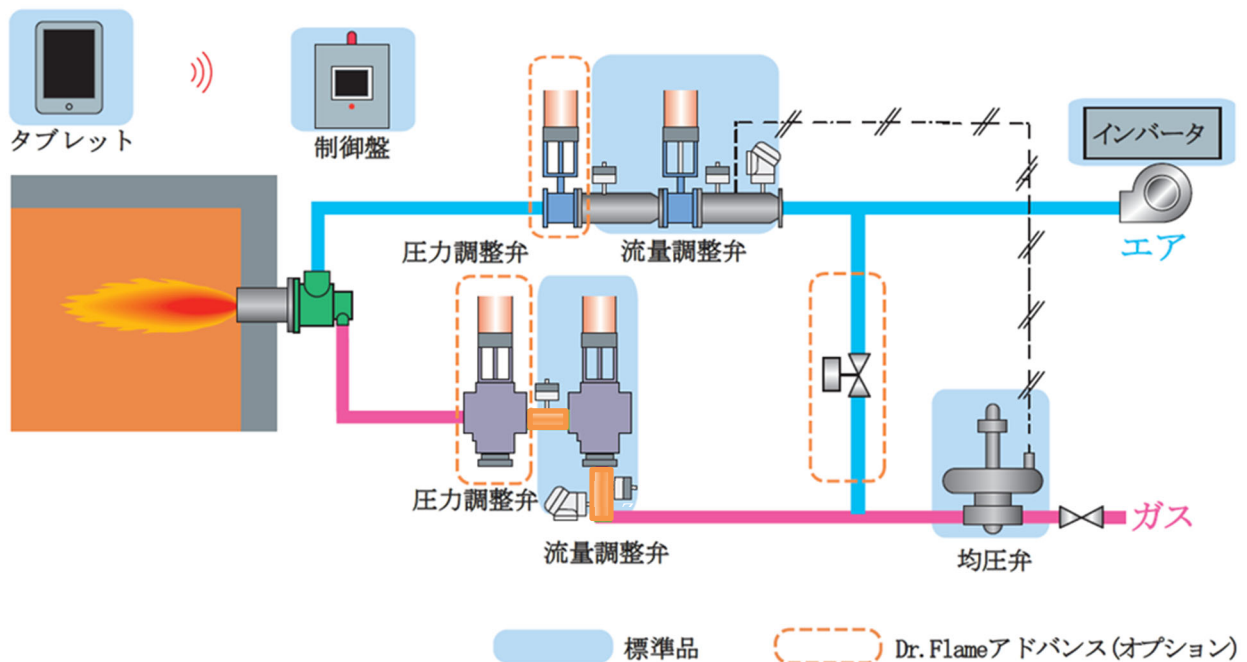 タブレット
制御盤
インバータ
圧力調整弁
流量調整弁
エア
圧力調整弁
流量調整弁
ガス
均圧弁
標準品
Dr.Flameアドバンス(オプション)